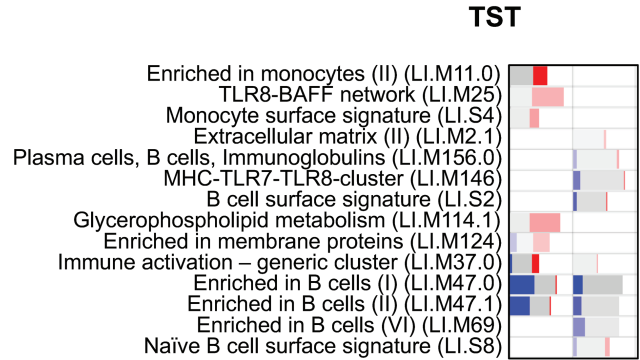 TST
Enriched in monocytes (II) (LI.M11.0)
TLR8-BAFF network (LI.M25)
Monocyte surface signature (LI.S4)
Extracellular matrix (II) (LI.M2.1)
Plasma cells, B cells, Immunoglobulins (LI.M156.0)
MHC-TLR7-TLR8-cluster (LI.M146)
B cell surface signature (LI.S2)
Glycerophospholipid metabolism (LI.M114.1)
Enriched in membrane proteins (LI.M124)
Immune activation – generic cluster (LI.M37.0)
Enriched in B cells (I) (LI.M47.0)
Enriched in B cells (II) (LI.M47.1)
Enriched in B cells (VI) (LI.M69)
Naïve B cell surface signature (LI.S8)